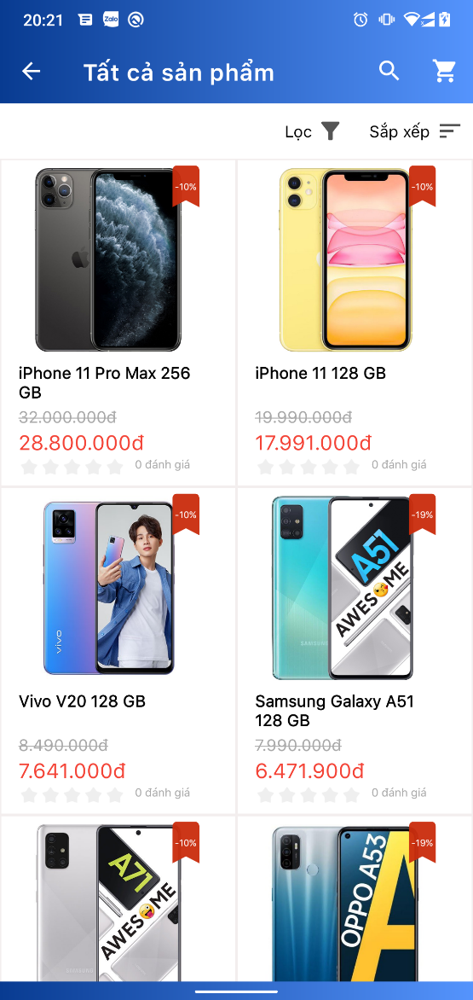 20:21
Zalo
Tất cả sản phẩm
Lọc
Sắp xếp
-10%
-10%
iPhone 11 Pro Max 256
GB
32.000.000đ
28.800.000đ
0 đánh giá
iPhone 11 128 GB
19.990.000đ
17.991.000đ
0 đánh giá
-10%
vivo
-19%
A51
AWESOME
SAMSUNG
Vivo V20 128 GB
8.490.000đ
7.641.000đ
0 đánh giá
Samsung Galaxy A51
128 GB
7.990.000đ
6.471.900đ
0 đánh giá
-10%
A71
AWESOME
SAMSUNG
-19%
OPPO A53
A